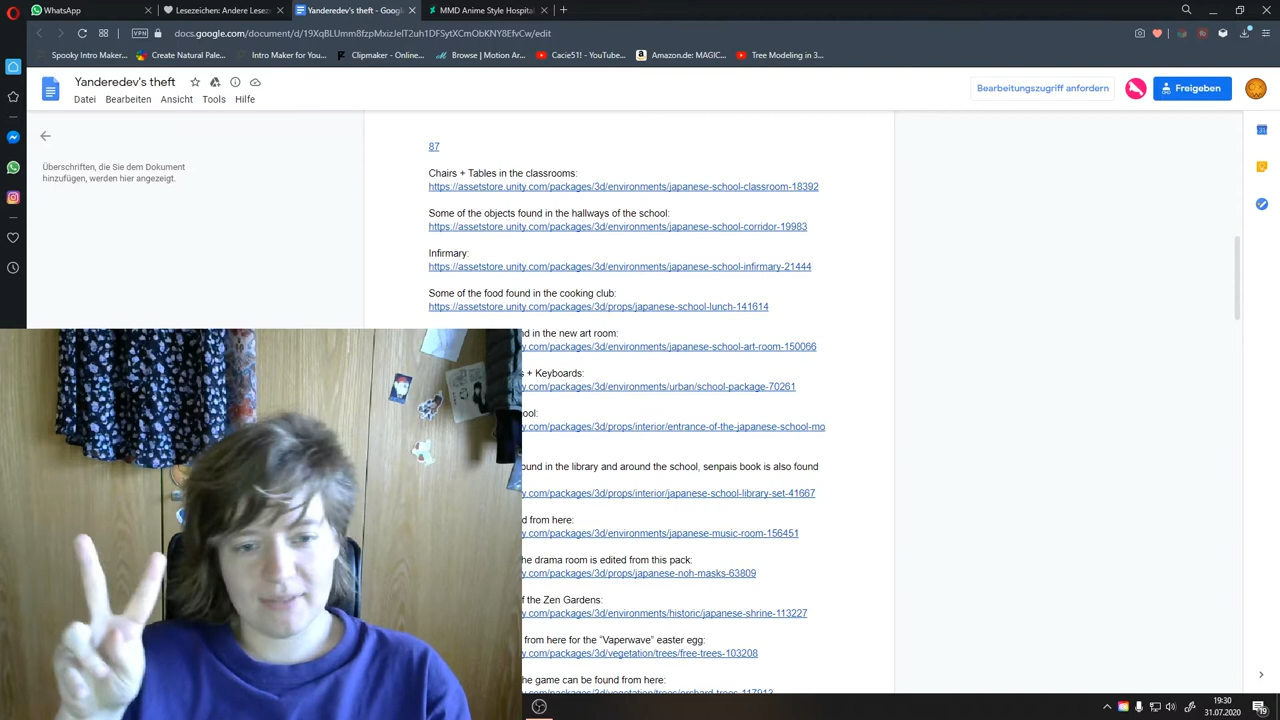 WhatsApp
Lesezeichen: Andere Lesez
Yanderedev's theft - Goog
MMD Anime Style Hospita
VPN
docs.google.com/document/d/19XqBLUmm8fzpMxizJelT2uh1DFSytXCmObKNY8EfvCw/edit
Spooky Intro Maker...
Create Natural Pale...
Intro Maker for You...
Clipmaker - Online...
Browse | Motion Arr...
Cacie51! - YouTube...
Amazon.de: MAGIC...
Tree Modeling in 3...
Yanderedev's theft
Datei Bearbeiten Ansicht Tools Hilfe
Bearbeitungszugriff anfordern
Freigeben
Überschriften, die Sie dem Dokument
hinzufügen, werden hier angezeigt.
87
Chairs + Tables in the classrooms:
https://assetstore.unity.com/packages/3d/environments/japanese-school-classroom-18392
Some of the objects found in the hallways of the school:
https://assetstore.unity.com/packages/3d/environments/japanese-school-corridor-19983
Infirmary:
https://assetstore.unity.com/packages/3d/environments/japanese-school-infirmary-21444
Some of the food found in the cooking club:
https://assetstore.unity.com/packages/3d/props/japanese-school-lunch-141614
nd in the new art room:
y.com/packages/3d/environments/japanese-school-art-room-150066
s + Keyboards:
y.com/packages/3d/environments/urban/school-package-70261
ool:
y.com/packages/3d/props/interior/entrance-of-the-japanese-school-mo
ound in the library and around the school, senpais book is also found
y.com/packages/3d/props/interior/japanese-school-library-set-41667
d from here:
y.com/packages/3d/environments/japanese-music-room-156451
he drama room is edited from this pack:
y.com/packages/3d/props/japanese-noh-masks-63809
f the Zen Gardens:
y.com/packages/3d/environments/historic/japanese-shrine-113227
from here for the “Vaperwave” easter egg:
y.com/packages/3d/vegetation/trees/free-trees-103208
he game can be found from here:
y.com/packages/3d/vegetation/trees/orchard-trees-117912
19:30
31.07.2020